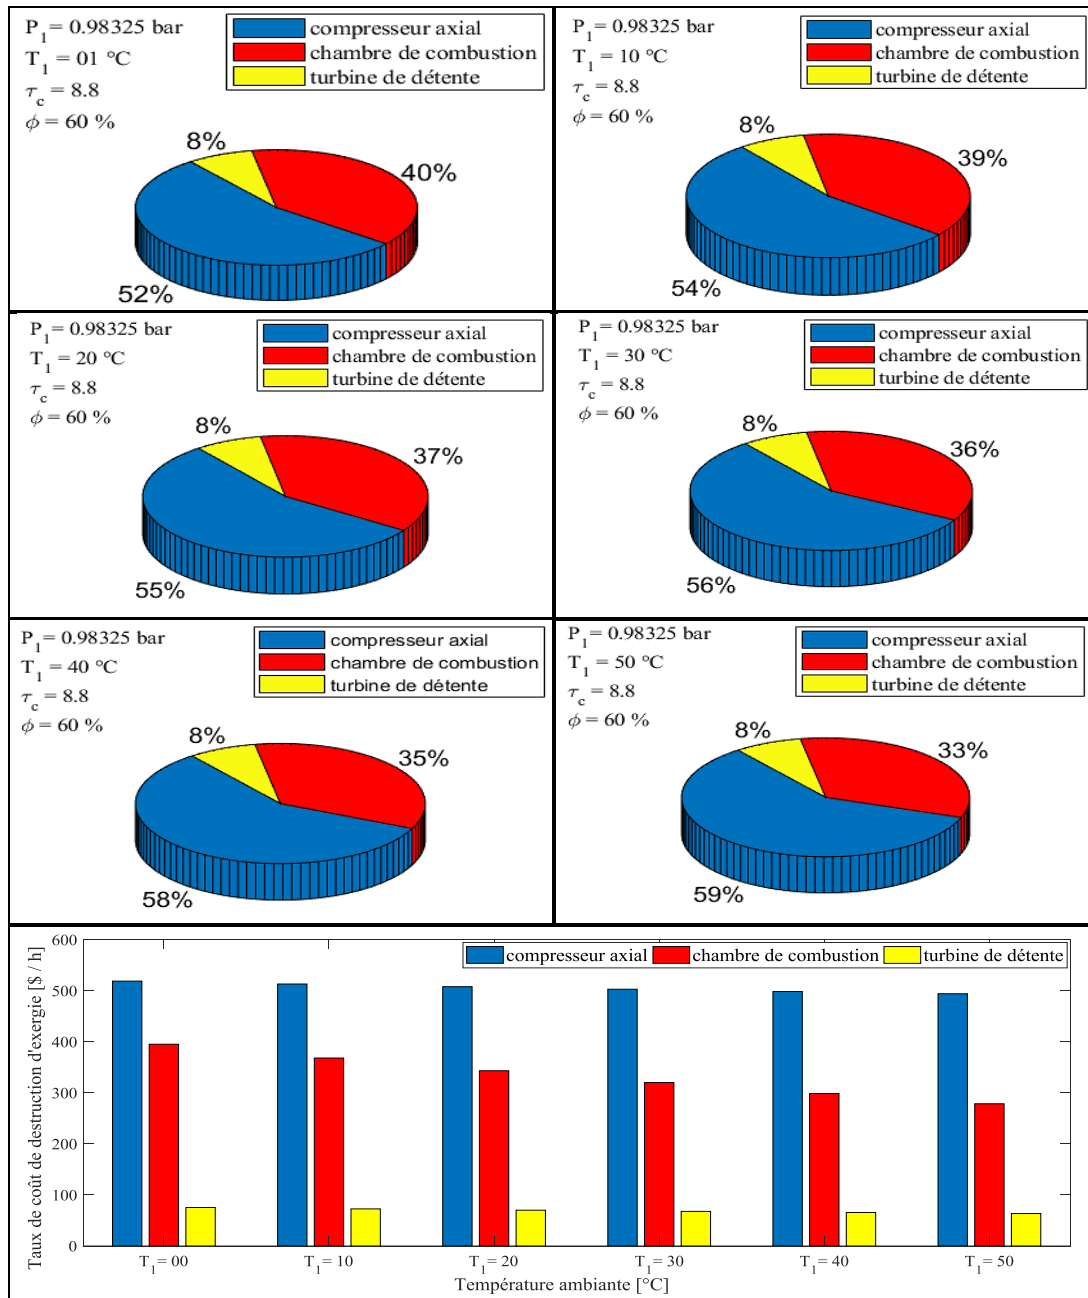 P1= 0.98325 bar
T1 = 01 °C
τc = 8.8
ϕ = 60 %
compresseur axial
chambre de combustion
turbine de détente
8%
40%
52%
P1= 0.98325 bar
T1 = 10 °C
τc = 8.8
ϕ = 60 %
compresseur axial
chambre de combustion
turbine de détente
8%
39%
54%
P1= 0.98325 bar
T1 = 20 °C
τc = 8.8
ϕ = 60 %
compresseur axial
chambre de combustion
turbine de détente
8%
37%
55%
P1= 0.98325 bar
T1 = 30 °C
τc = 8.8
ϕ = 60 %
compresseur axial
chambre de combustion
turbine de détente
8%
36%
56%
P1= 0.98325 bar
T1 = 40 °C
τc = 8.8
ϕ = 60 %
compresseur axial
chambre de combustion
turbine de détente
8%
35%
58%
P1= 0.98325 bar
T1 = 50 °C
τc = 8.8
ϕ = 60 %
compresseur axial
chambre de combustion
turbine de détente
8%
33%
59%
Taux de coût de destruction d'exergie [$ / h]
600
500
400
300
200
100
0
compresseur axial chambre de combustion turbine de détente
T1= 00 T1= 10 T1= 20 T1= 30 T1= 40 T1= 50
Température ambiante [°C]